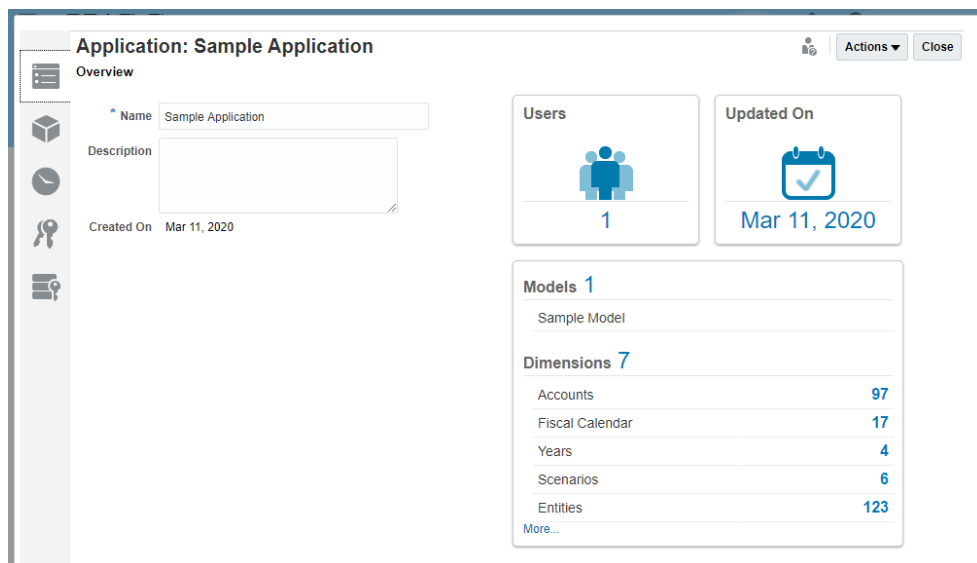 Application: Sample Application
Actions
Close
Overview
* Name Sample Application
Description
Created On Mar 11, 2020
Users
1
Updated On
Mar 11, 2020
Models 1
Sample Model
Dimensions 7
Accounts 97
Fiscal Calendar 17
Years 4
Scenarios 6
Entities 123
More...